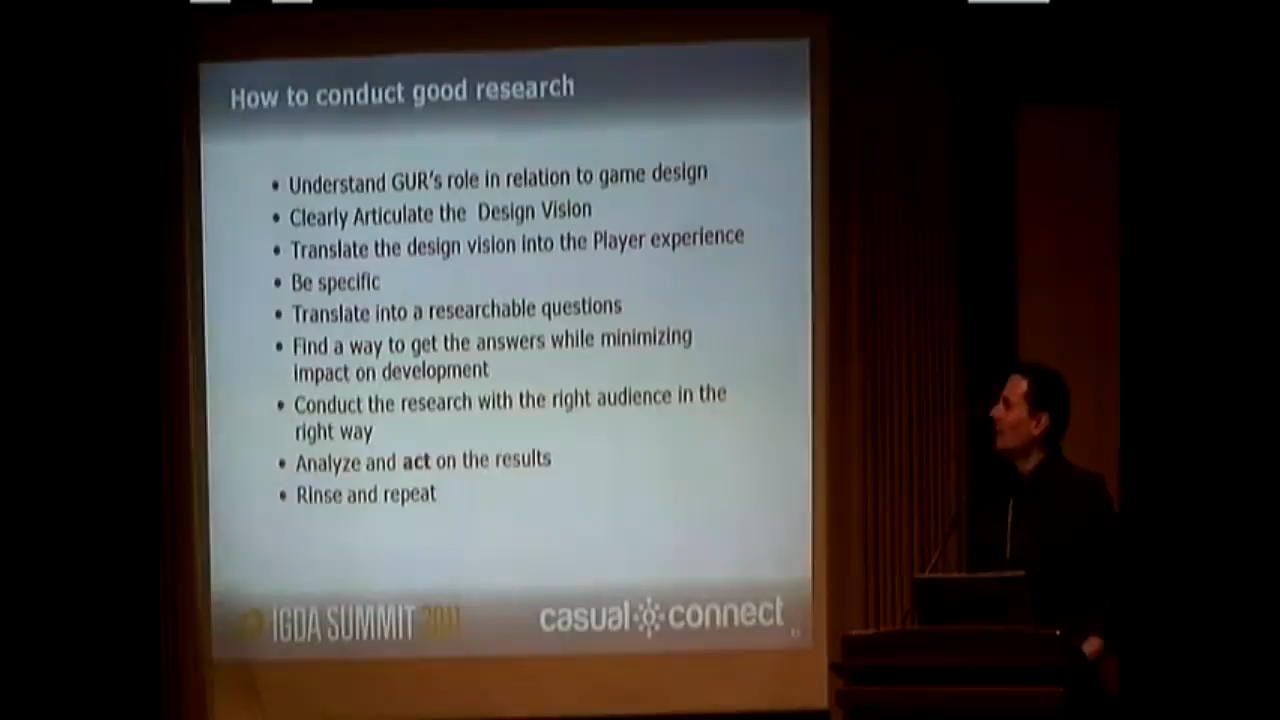 How to conduct good research
• Understand GUR's role in relation to game design
• Clearly Articulate the Design Vision
• Translate the design vision into the Player experience
• Be specific
• Translate into a researchable questions
• Find a way to get the answers while minimizing
impact on development
• Conduct the research with the right audience in the
right way
• Analyze and act on the results
• Rinse and repeat
IGDA SUMMIT 2011
casual connect